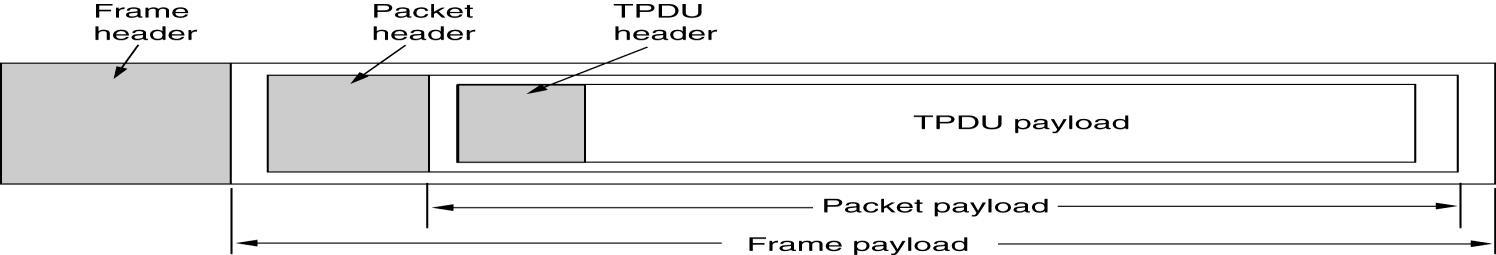 Frame
header
Packet
header
TPDU
header
TPDU payload
Packet payload
Frame payload